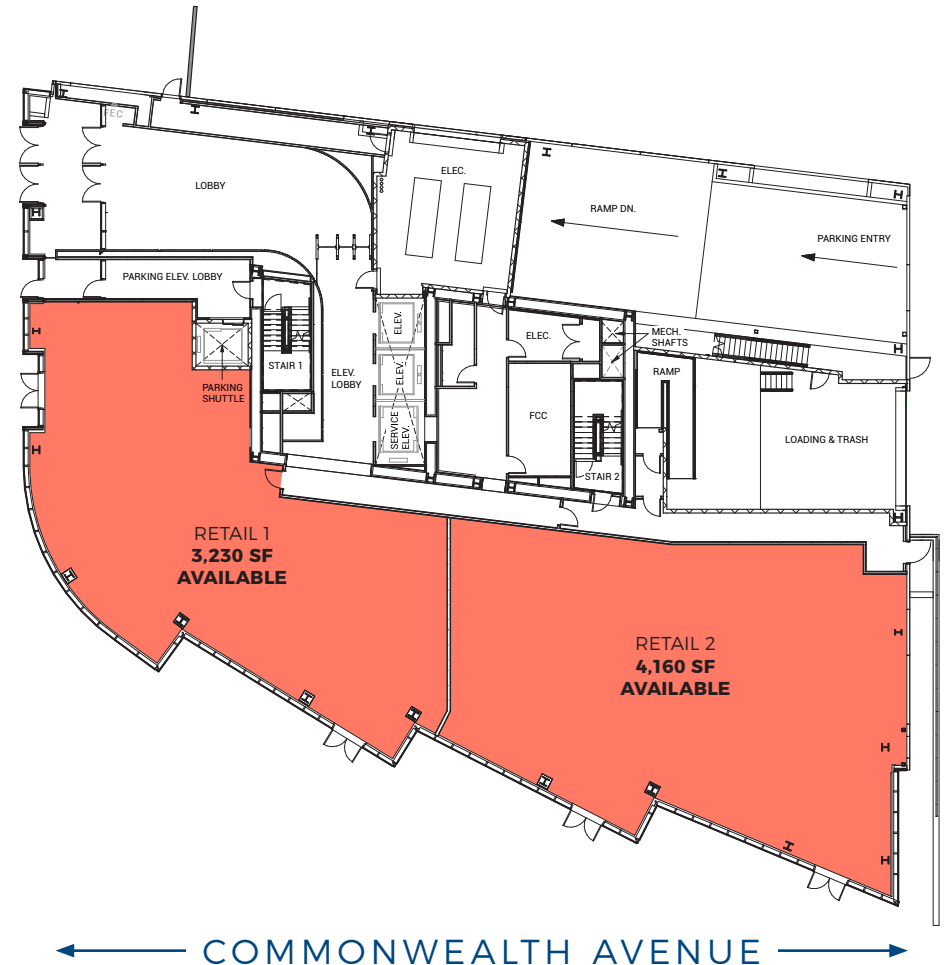 FEC
LOBBY
ELEC.
RAMP DN.
PARKING ENTRY
PARKING ELEV. LOBBY
ELEV.
ELEC.
MECH.
SHAFTS
STAIR 1
ELEV.
LOBBY
ELEV.
RAMP
PARKING
SHUTTLE
SERVICE
ELEV.
FCC
LOADING & TRASH
STAIR 2
RETAIL 1
3,230 SF
AVAILABLE
RETAIL 2
4,160 SF
AVAILABLE
COMMONWEALTH AVENUE